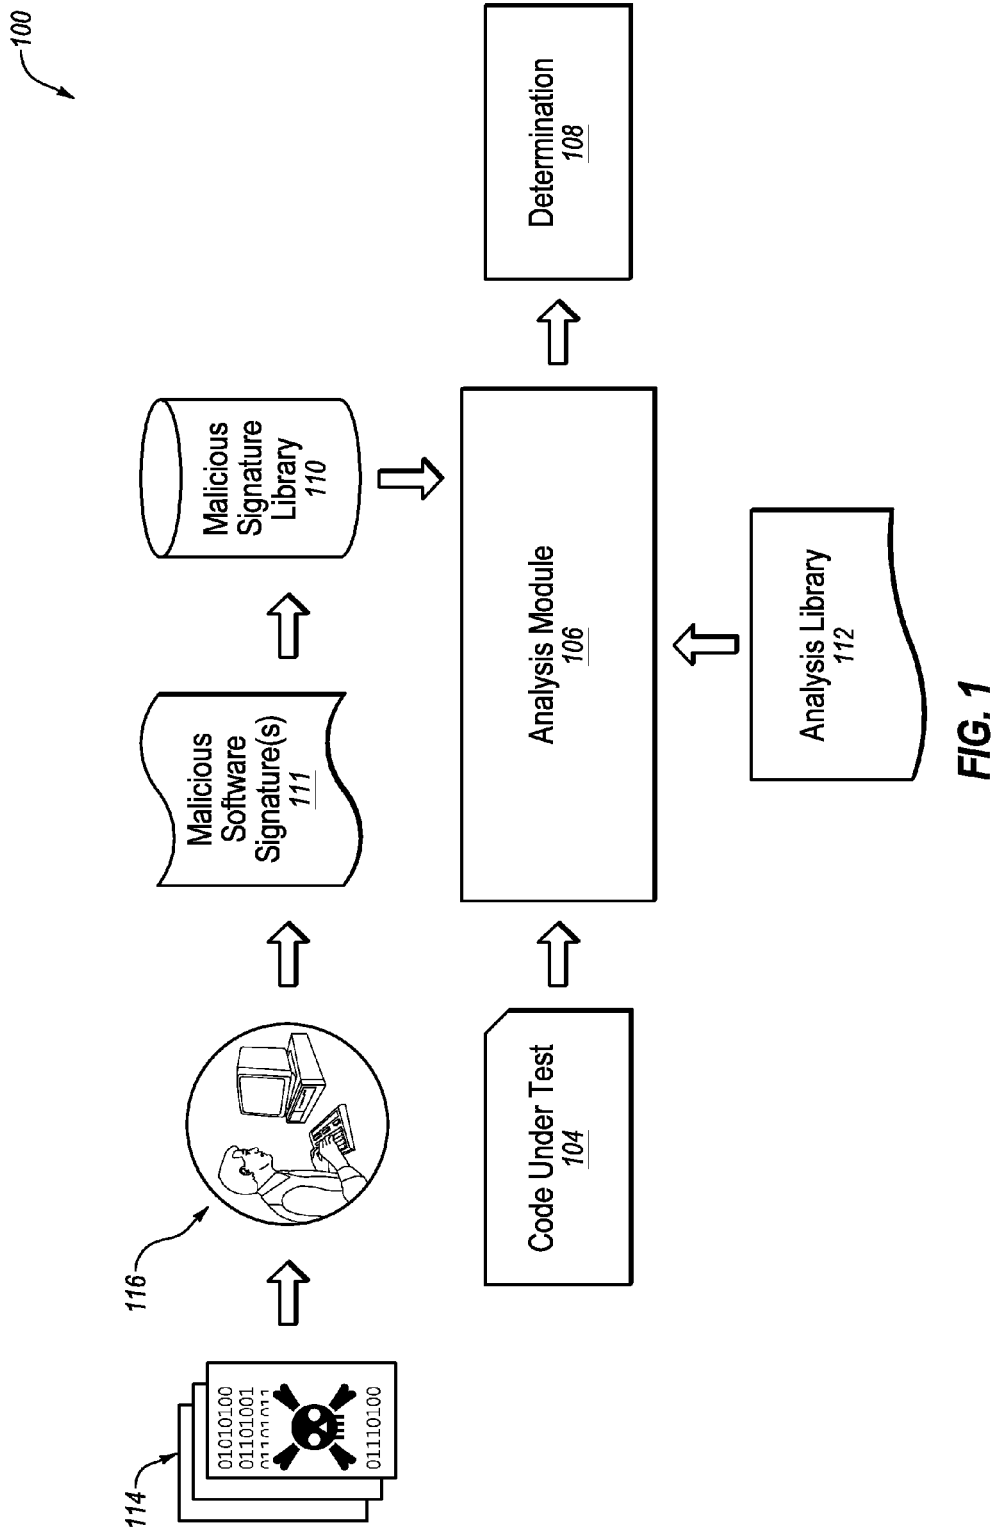 100
114
116
01010100
01101001
01110100
Malicious
Software
Signature(s)
111
Malicious
Signature
Library
110
Code Under Test
104
Analysis Module
106
Determination
108
Analysis Library
112
FIG. 1